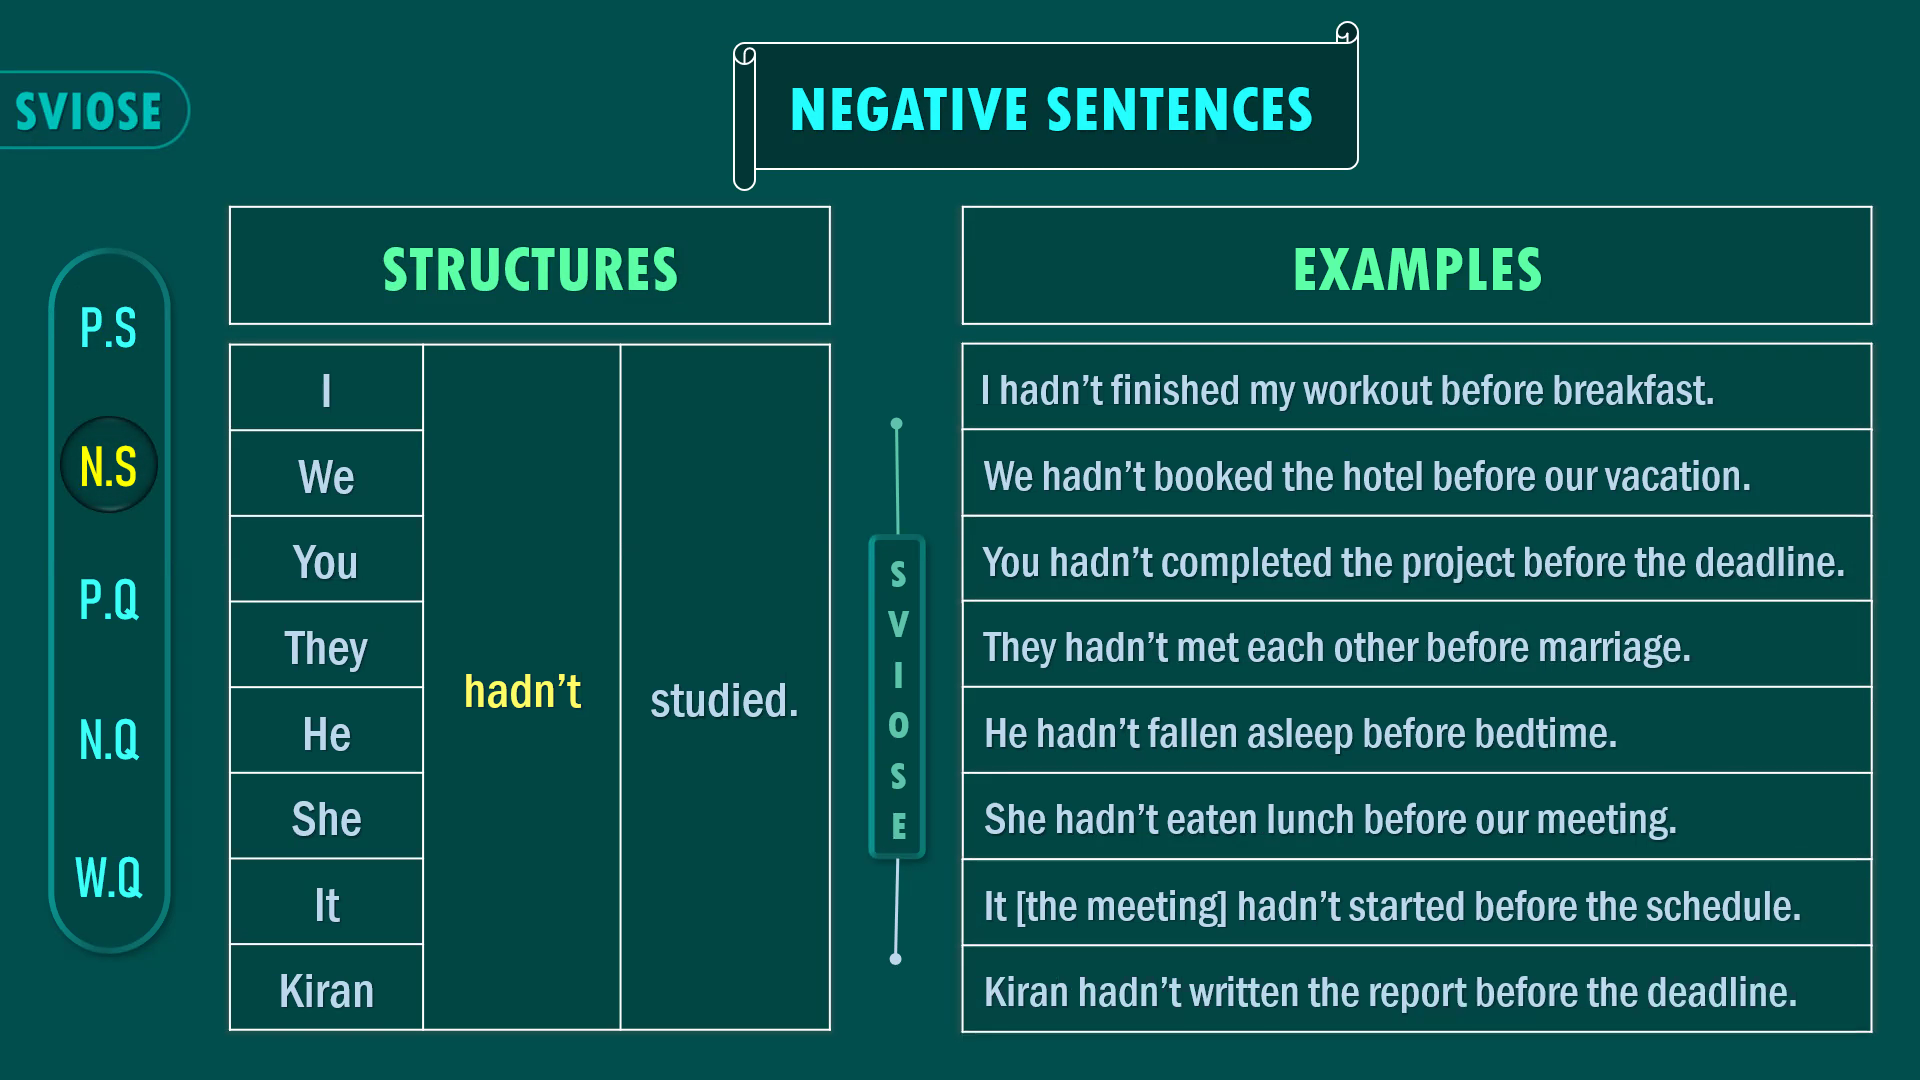 SVIOSE
NEGATIVE SENTENCES
P.S
N.S
P.Q
N.Q
W.Q
STRUCTURES
I
We
You
They
He
She
It
Kiran
hadn’t
studied.
SVIOSE
EXAMPLES
I hadn’t finished my workout before breakfast.
We hadn’t booked the hotel before our vacation.
You hadn’t completed the project before the deadline.
They hadn’t met each other before marriage.
He hadn’t fallen asleep before bedtime.
She hadn’t eaten lunch before our meeting.
It [the meeting] hadn’t started before the schedule.
Kiran hadn’t written the report before the deadline.